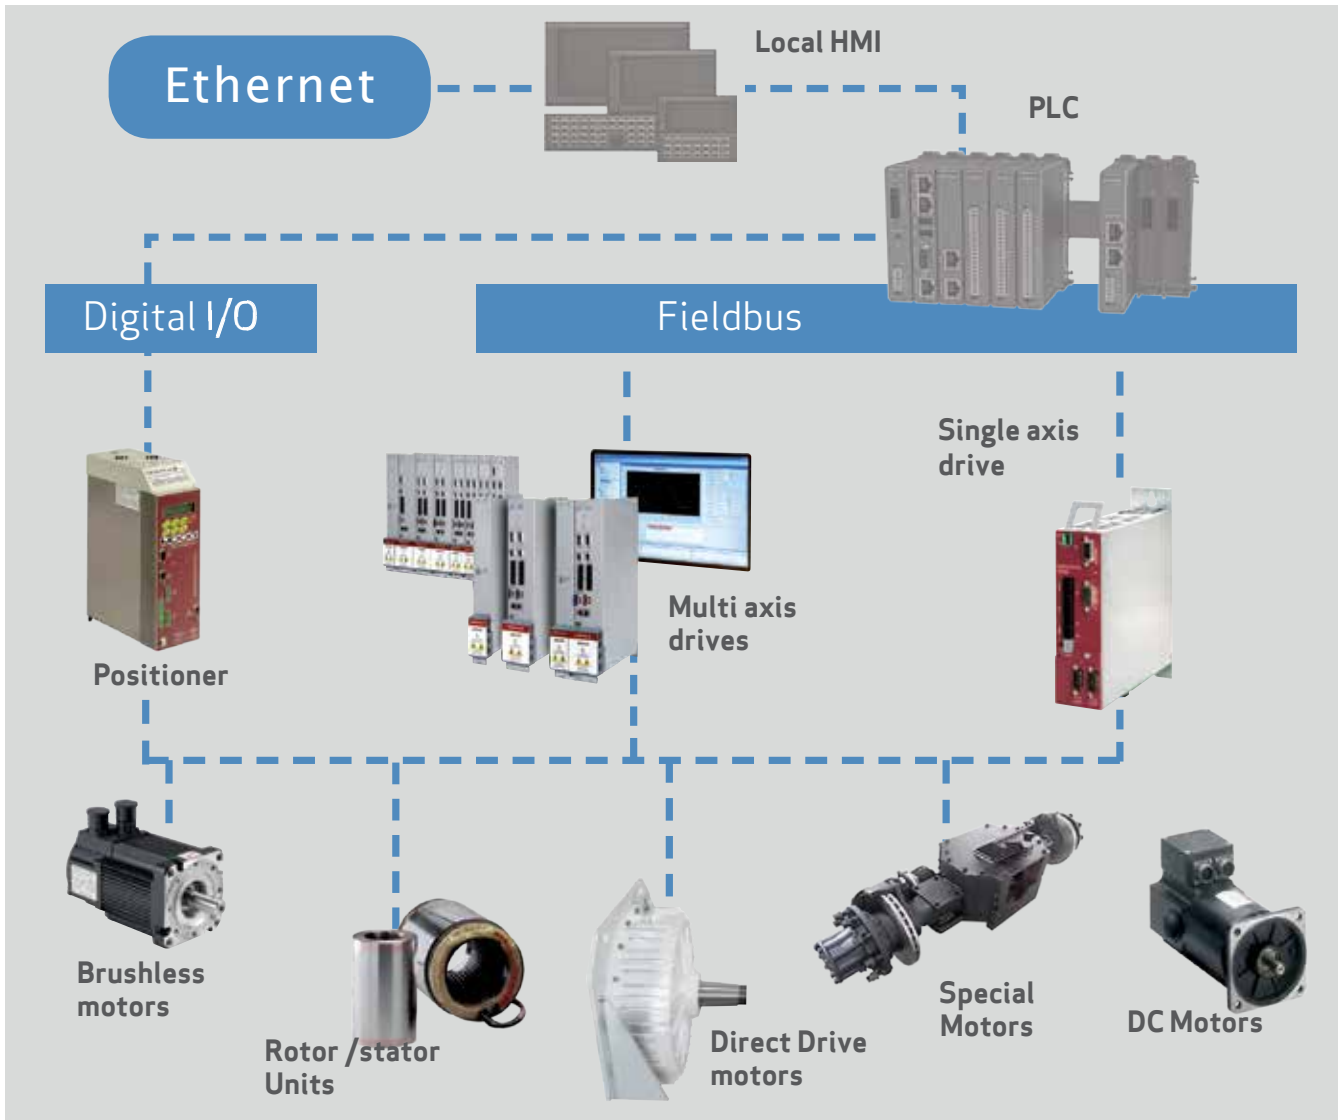 Ethernet
Local HMI
PLC
Digital I/O
Fieldbus
Single axis
drive
Multi axis
drives
Positioner
Brushless
motors
Rotor /stator
Units
Direct Drive
motors
Special
Motors
DC Motors